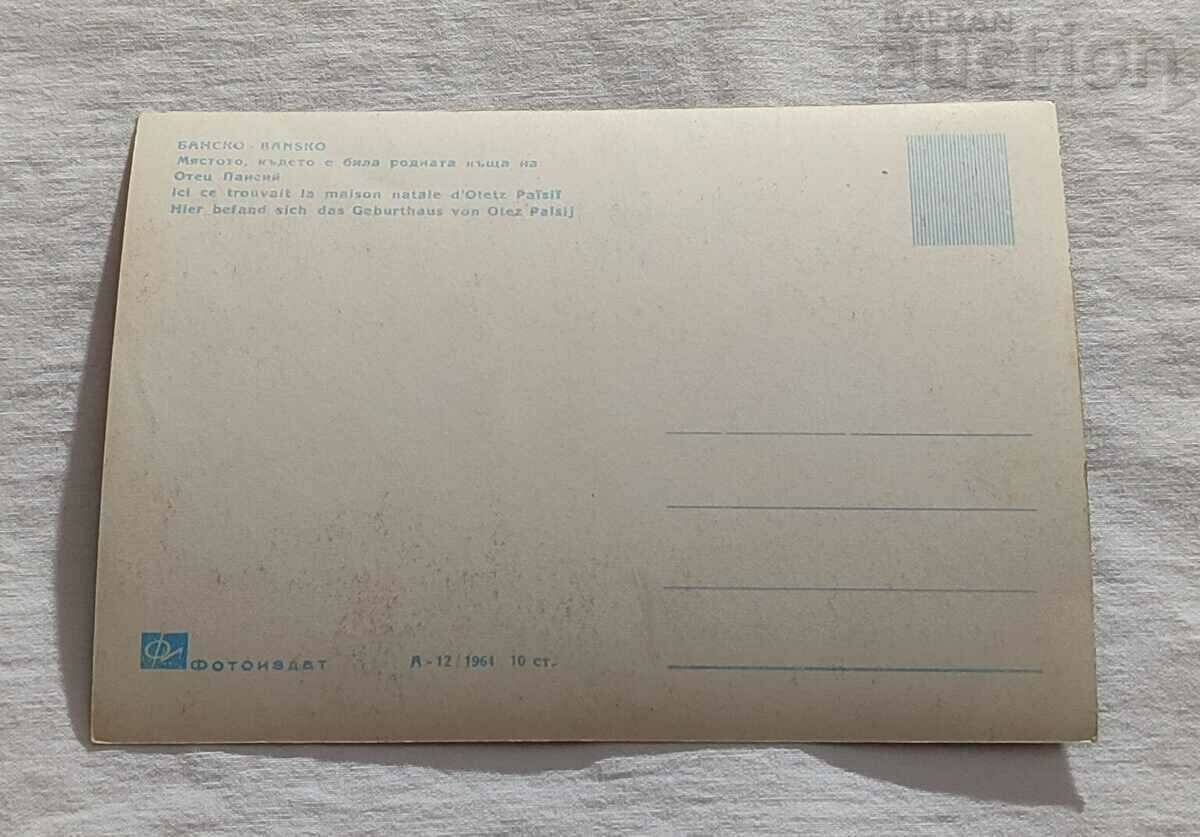 BALKAN
auction
БАНСКО - BANSKO
Мястото, където е била родната къща на
Отец Паисий
Ici ce trouvait la maison natale d'Otetz Païsiï
Hier befand sich das Geburthaus von Otez Paisij
ФОТОИЗДАТ
А - 12 / 1961 10 ст.